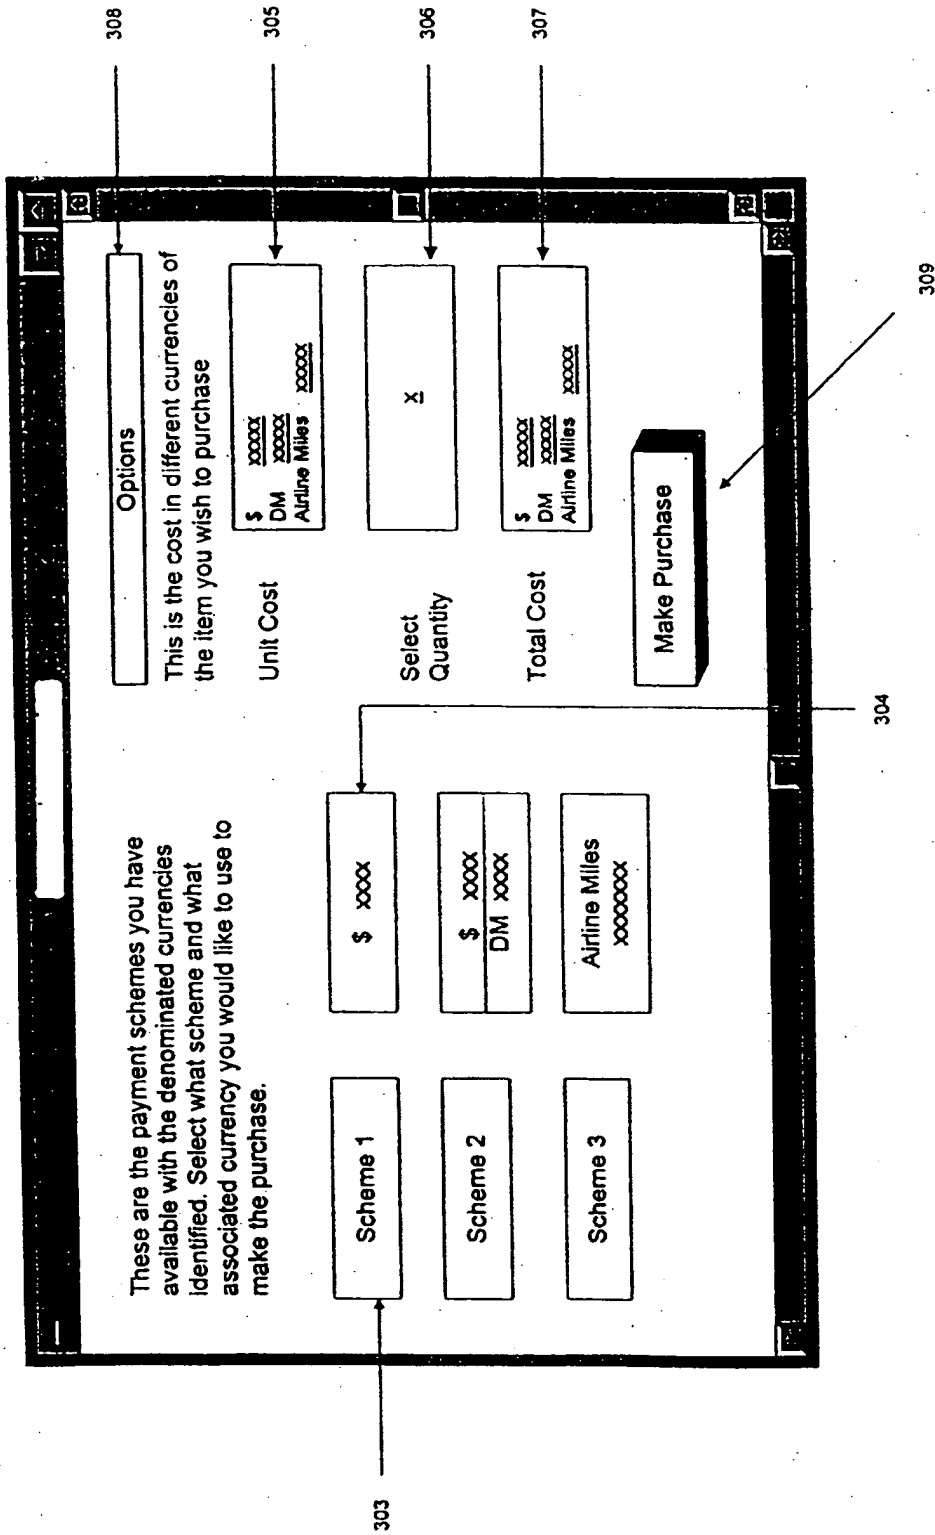 These are the payment schemes you have
available with the denominated currencies
identified. Select what scheme and what
associated currency you would like to use to
make the purchase.
303
Scheme 1
$ xxxx
304
Scheme 2
$ xxxx
DM xxxx
Scheme 3
Airline Miles
xxxxxxx
Options
308
This is the cost in different currencies of
the item you wish to purchase
Unit Cost
$ xxxxx
DM xxxxx
Airline Miles xxxxx
305
Select
Quantity
x
306
Total Cost
$ xxxxx
DM xxxxx
Airline Miles xxxxx
307
Make Purchase
309